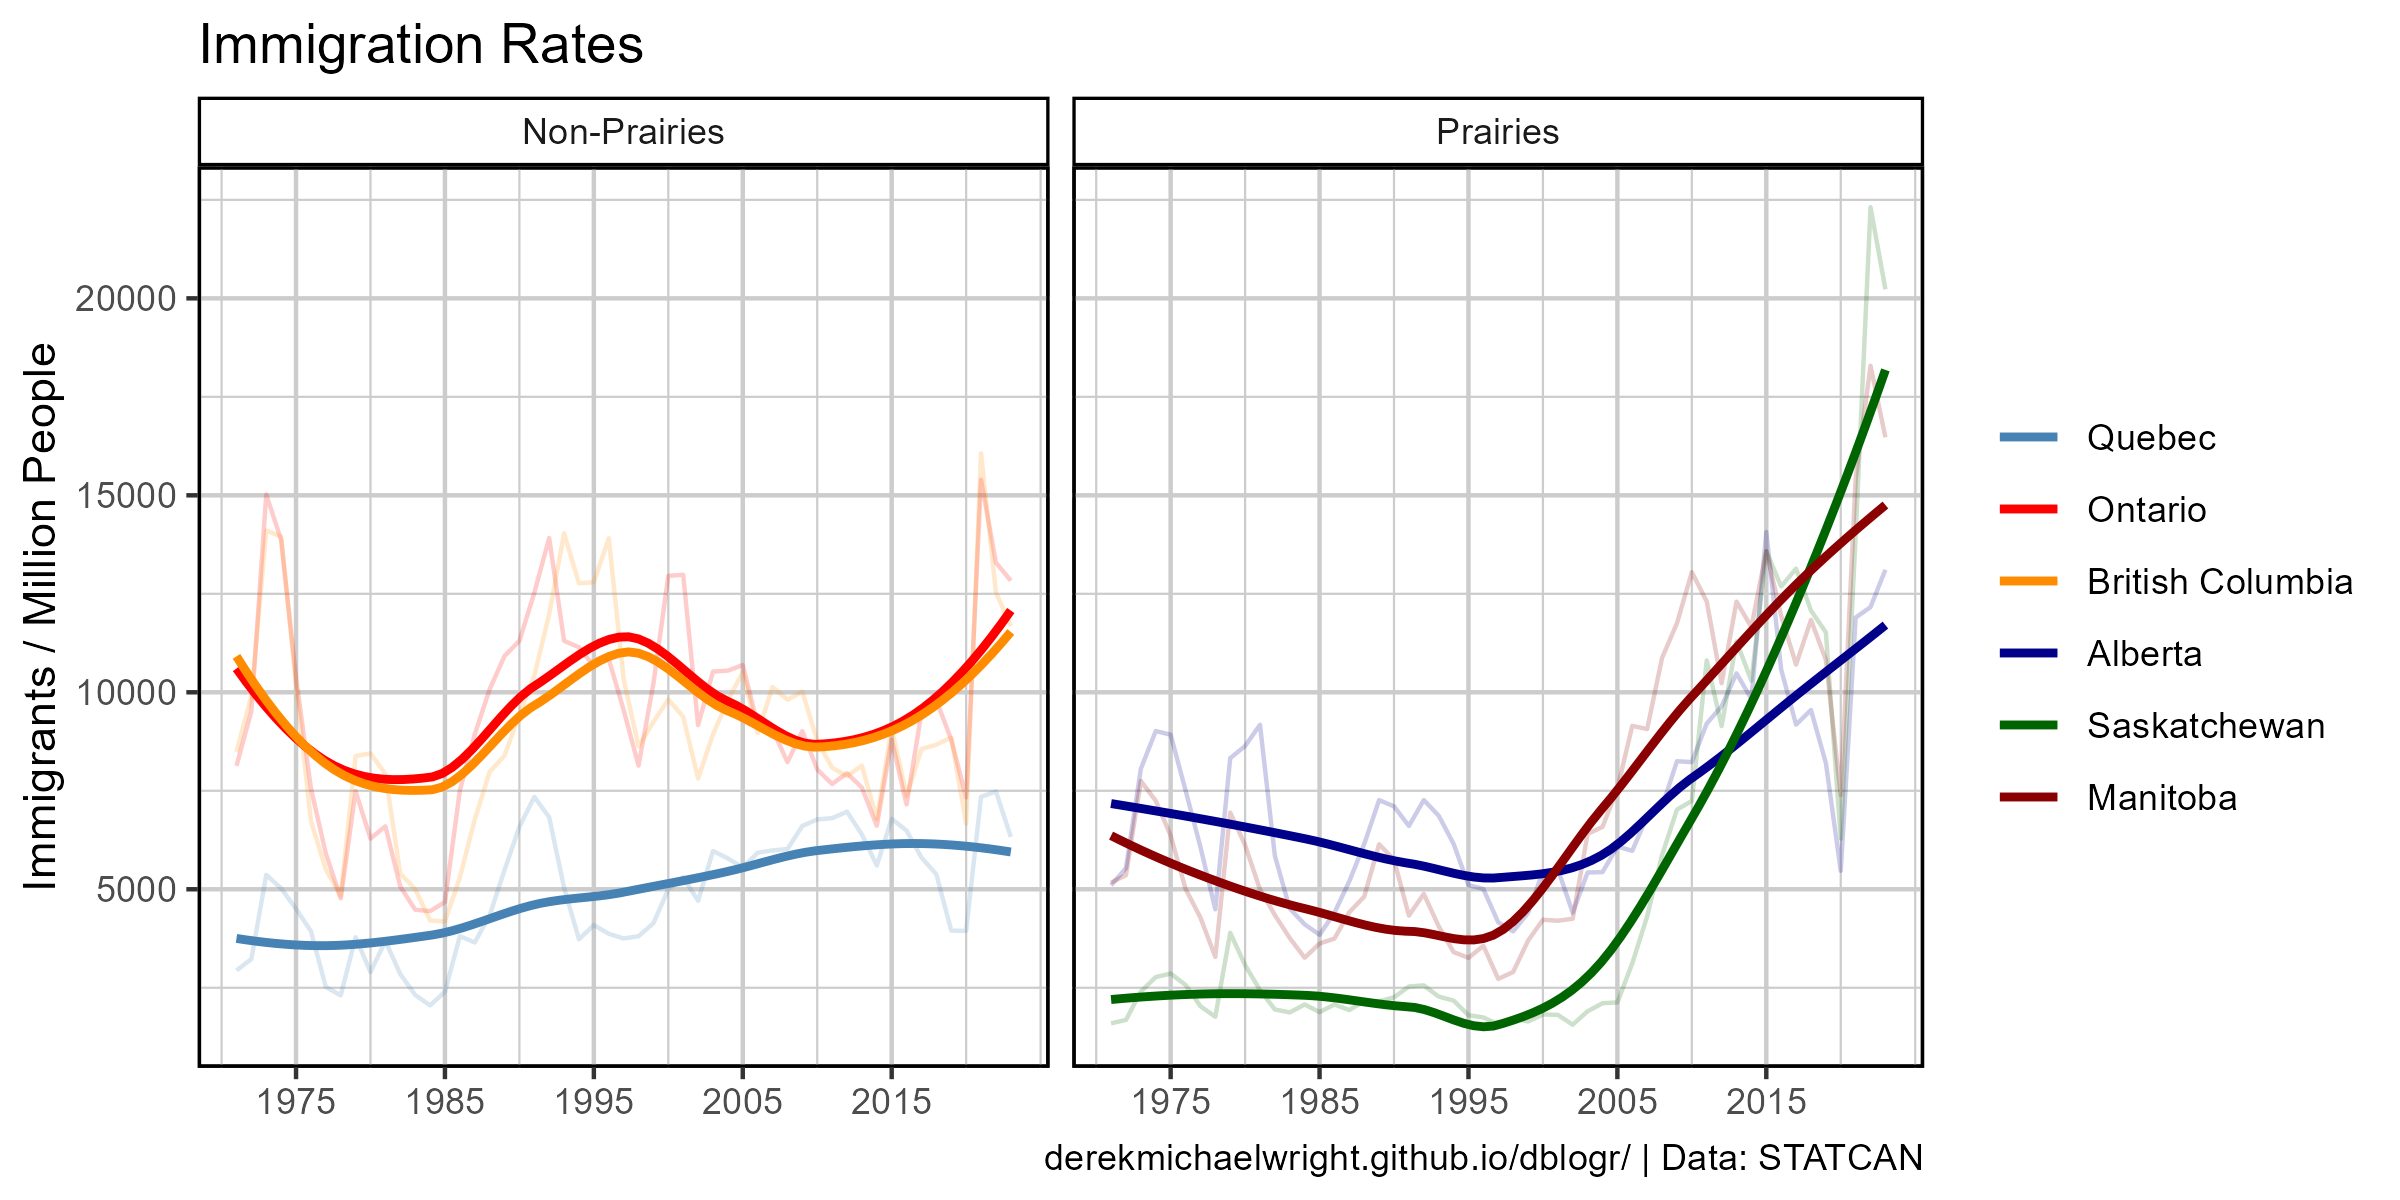 Immigration Rates
Non-Prairies
Prairies
Immigrants / Million People
20000
15000
10000
5000
1975 1985 1995 2005 2015
1975 1985 1995 2005 2015
Quebec
Ontario
British Columbia
Alberta
Saskatchewan
Manitoba
derekmichaelwright.github.io/dblogr/ | Data: STATCAN